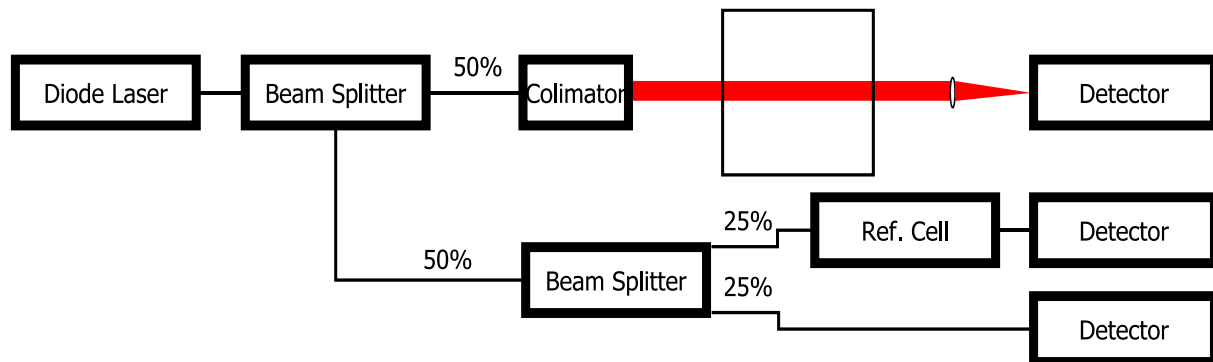 50%
Diode Laser
Beam Splitter
Colimator
Detector
25%
Ref. Cell
Detector
50%
Beam Splitter
25%
Detector